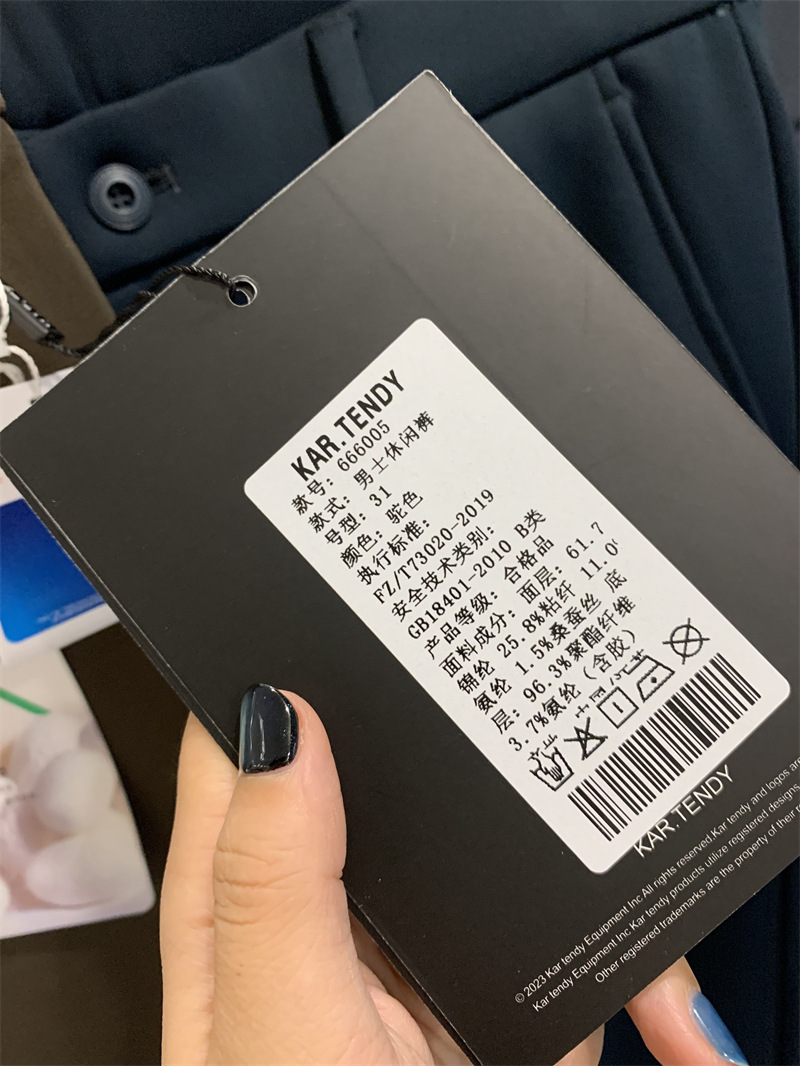 KAR.TENDY
款号: 666005
款式: 男士休闲裤
号型: 31
颜色: 驼色
执行标准:
FZ/T73020-2019
安全技术类别:
GB18401-2010 B类
产品等级: 合格品
面料成分: 面层: 61.7
锦纶 25.8%粘纤 11.0
氨纶 1.5%桑蚕丝 底
层: 96.3%聚酯纤维
3.7%氨纶 (含胶)
KAR.TENDY
© 2023 Kar tendy Equipment Inc All rights reserved.Kar tendy and logos are
Kar tendy Equipment Inc Kar tendy products utilize registered designs,
Other registered trademarks are the property of their